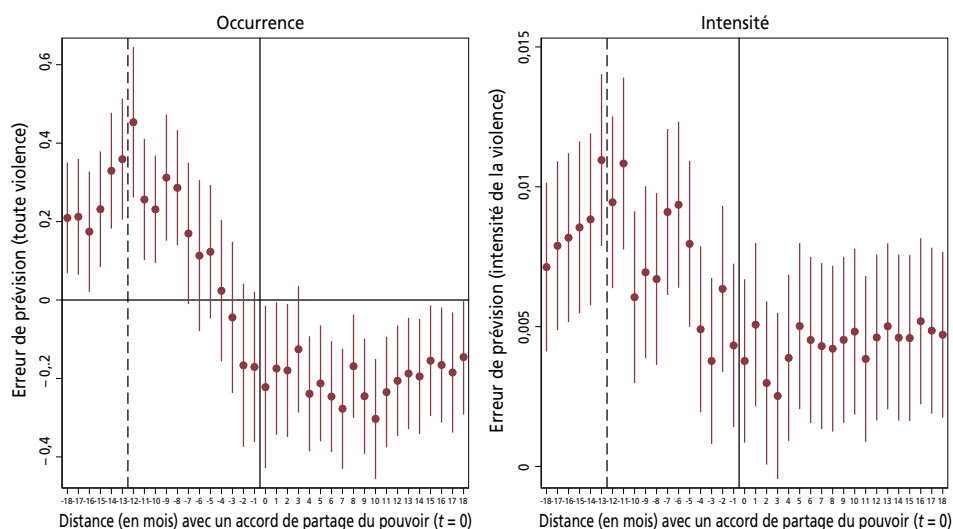 Occurrence
Erreur de prévision (toute violence)
0,6
0,4
0,2
0
−0,2
−0,4
-18 -17 -16 -15 -14 -13 -12 -11 -10 -9 -8 -7 -6 -5 -4 -3 -2 -1 0 1 2 3 4 5 6 7 8 9 10 11 12 13 14 15 16 17 18
Distance (en mois) avec un accord de partage du pouvoir (t = 0)
Intensité
Erreur de prévision (intensité de la violence)
0,015
0,01
0,005
0
-18 -17 -16 -15 -14 -13 -12 -11 -10 -9 -8 -7 -6 -5 -4 -3 -2 -1 0 1 2 3 4 5 6 7 8 9 10 11 12 13 14 15 16 17 18
Distance (en mois) avec un accord de partage du pouvoir (t = 0)